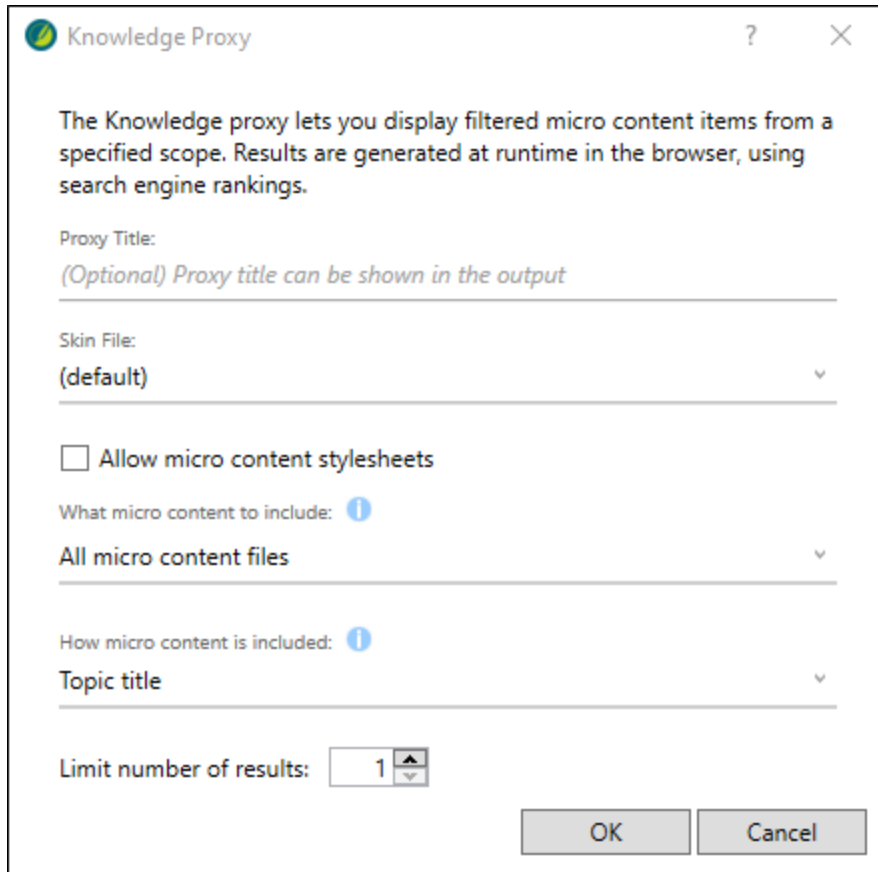 Knowledge Proxy
The Knowledge proxy lets you display filtered micro content items from a
specified scope. Results are generated at runtime in the browser, using
search engine rankings.
Proxy Title:
(Optional) Proxy title can be shown in the output
Skin File:
(default)
Allow micro content stylesheets
What micro content to include:
All micro content files
How micro content is included:
Topic title
Limit number of results: 1
OK Cancel